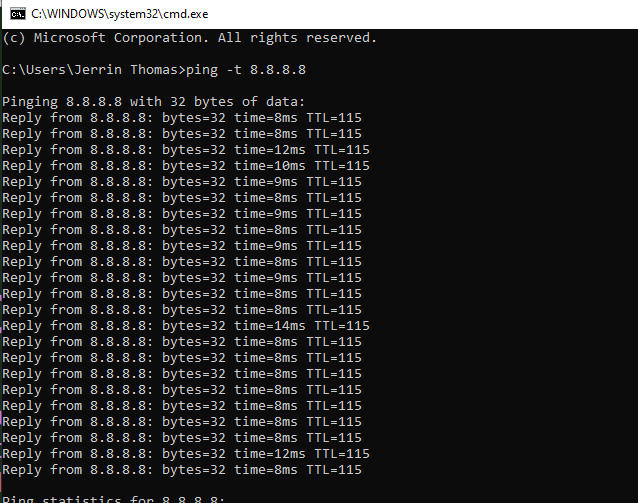 C:\WINDOWS\system32\cmd.exe
(c) Microsoft Corporation. All rights reserved.
C:\Users\Jerrin Thomas>ping -t 8.8.8.8
Pinging 8.8.8.8 with 32 bytes of data:
Reply from 8.8.8.8: bytes=32 time=8ms TTL=115
Reply from 8.8.8.8: bytes=32 time=8ms TTL=115
Reply from 8.8.8.8: bytes=32 time=12ms TTL=115
Reply from 8.8.8.8: bytes=32 time=10ms TTL=115
Reply from 8.8.8.8: bytes=32 time=9ms TTL=115
Reply from 8.8.8.8: bytes=32 time=8ms TTL=115
Reply from 8.8.8.8: bytes=32 time=9ms TTL=115
Reply from 8.8.8.8: bytes=32 time=8ms TTL=115
Reply from 8.8.8.8: bytes=32 time=9ms TTL=115
Reply from 8.8.8.8: bytes=32 time=8ms TTL=115
Reply from 8.8.8.8: bytes=32 time=9ms TTL=115
Reply from 8.8.8.8: bytes=32 time=8ms TTL=115
Reply from 8.8.8.8: bytes=32 time=8ms TTL=115
Reply from 8.8.8.8: bytes=32 time=14ms TTL=115
Reply from 8.8.8.8: bytes=32 time=8ms TTL=115
Reply from 8.8.8.8: bytes=32 time=8ms TTL=115
Reply from 8.8.8.8: bytes=32 time=8ms TTL=115
Reply from 8.8.8.8: bytes=32 time=8ms TTL=115
Reply from 8.8.8.8: bytes=32 time=8ms TTL=115
Reply from 8.8.8.8: bytes=32 time=8ms TTL=115
Reply from 8.8.8.8: bytes=32 time=8ms TTL=115
Reply from 8.8.8.8: bytes=32 time=12ms TTL=115
Reply from 8.8.8.8: bytes=32 time=8ms TTL=115
Ping statistics for 8.8.8.8: